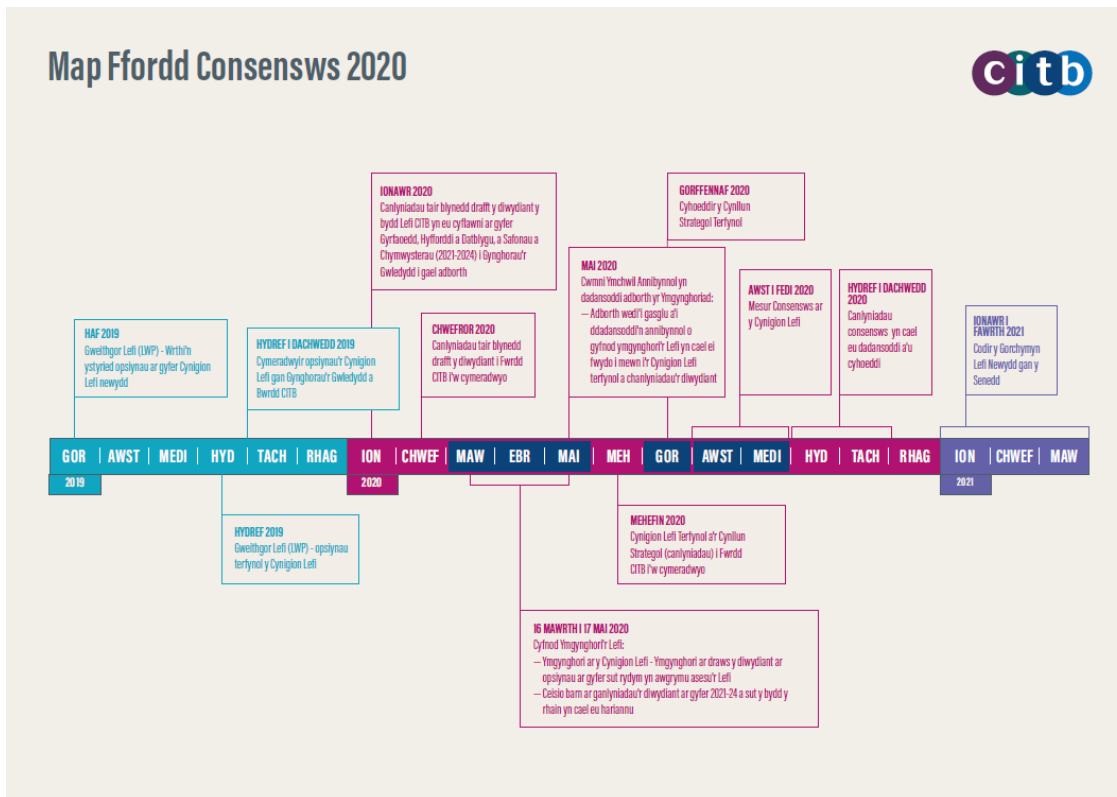 Map Ffordd Consensws 2020
citb
IONAWR 2020
Canlyniadau tair blynedd drafft y diwydiant y
bydd Lefi CITB yn eu cyflawni ar gyfer
Gyrfaoedd, Hyfforddi a Datblygu, a Safonau a
Chymwysterau (2021-2024) i Gynghorau'r
Gwledydd i gael adborth
GORFFENNAF 2020
Cyhoeddir y Cynllun
Strategol Terfynol
MAI 2020
Cwmni Ymchwil Annibynnol yn
dadansoddi adborth yr Ymgynghoriad:
– Adborth wedi'i gasglu a'i
ddadansoddi'n annibynnol o
gyfnod ymgynghori'r Lefi yn cael ei
fwydo i mewn i'r Cynigion Lefi
terfynol a chanlyniadau'r diwydiant
AWST I FEDI 2020
Mesur Consensws ar
y Cynigion Lefi
HYDREF I DACHWEDD
2020
Canlyniadau
consensws yn cael
eu dadansoddi a'u
cyhoeddi
IONAWR I
FAWRTH 2021
Codir y Gorchymyn
Lefi Newydd gan y
Senedd
HAF 2019
Gweithgor Lefi (LWP) - Wrthi'n
ystyried opsiynau ar gyfer Cynigion
Lefi newydd
HYDREF I DACHWEDD 2019
Cymeradwyir opsiynau'r Cynigion
Lefi gan Gynghorau'r Gwledydd a
Bwrdd CITB
CHWEFROR 2020
Canlyniadau tair blynedd
drafft y diwydiant i Fwrdd
CITB i'w cymeradwyo
GOR | AWST | MEDI | HYD | TACH | RHAG | ION | CHWEF | MAW | EBR | MAI | MEH | GOR | AWST | MEDI | HYD | TACH | RHAG | ION | CHWEF | MAW
2019 2020 2021
HYDREF 2019
Gweithgor Lefi (LWP) - opsiynau
terfynol y Cynigion Lefi
MEHEFIN 2020
Cynigion Lefi Terfynol a'r Cynllun
Strategol (canlyniadau) i Fwrdd
CITB i'w cymeradwyo
16 MAWRTH I 17 MAI 2020
Cyfnod Ymgynghori'r Lefi:
– Ymgynghori ar y Cynigion Lefi - Ymgynghori ar draws y diwydiant ar
opsiynau ar gyfer sut rydym yn awgrymu asesu'r Lefi
– Ceisio barn ar ganlyniadau'r diwydiant ar gyfer 2021-24 a sut y bydd y
rhain yn cael eu hariannu